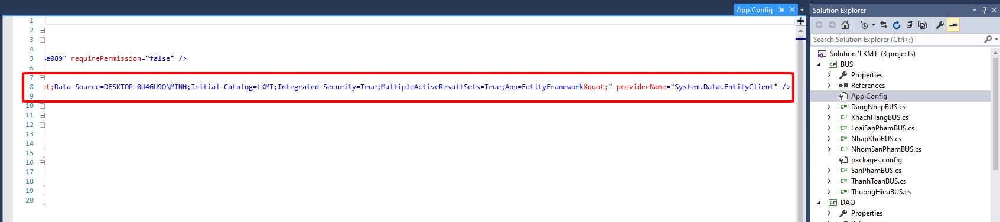 App.Config
1
2
3
4
5
4e089" requirePermission="false" />
6
7
8
ot;Data Source=DESKTOP-0U4GU9O\MINH;Initial Catalog=LKMT;Integrated Security=True;MultipleActiveResultSets=True;App=EntityFramework&quot;" providerName="System.Data.EntityClient" />
9
10
11
12
13
14
15
16
17
18
19
20
Solution Explorer
Search Solution Explorer (Ctrl+;)
Solution 'LKMT' (3 projects)
C# BUS
Properties
References
App.Config
C# DangNhapBUS.cs
C# KhachHangBUS.cs
C# LoaiSanPhamBUS.cs
C# NhapKhoBUS.cs
C# NhomSanPhamBUS.cs
packages.config
C# SanPhamBUS.cs
C# ThanhToanBUS.cs
C# ThuongHieuBUS.cs
C# DAO
Properties